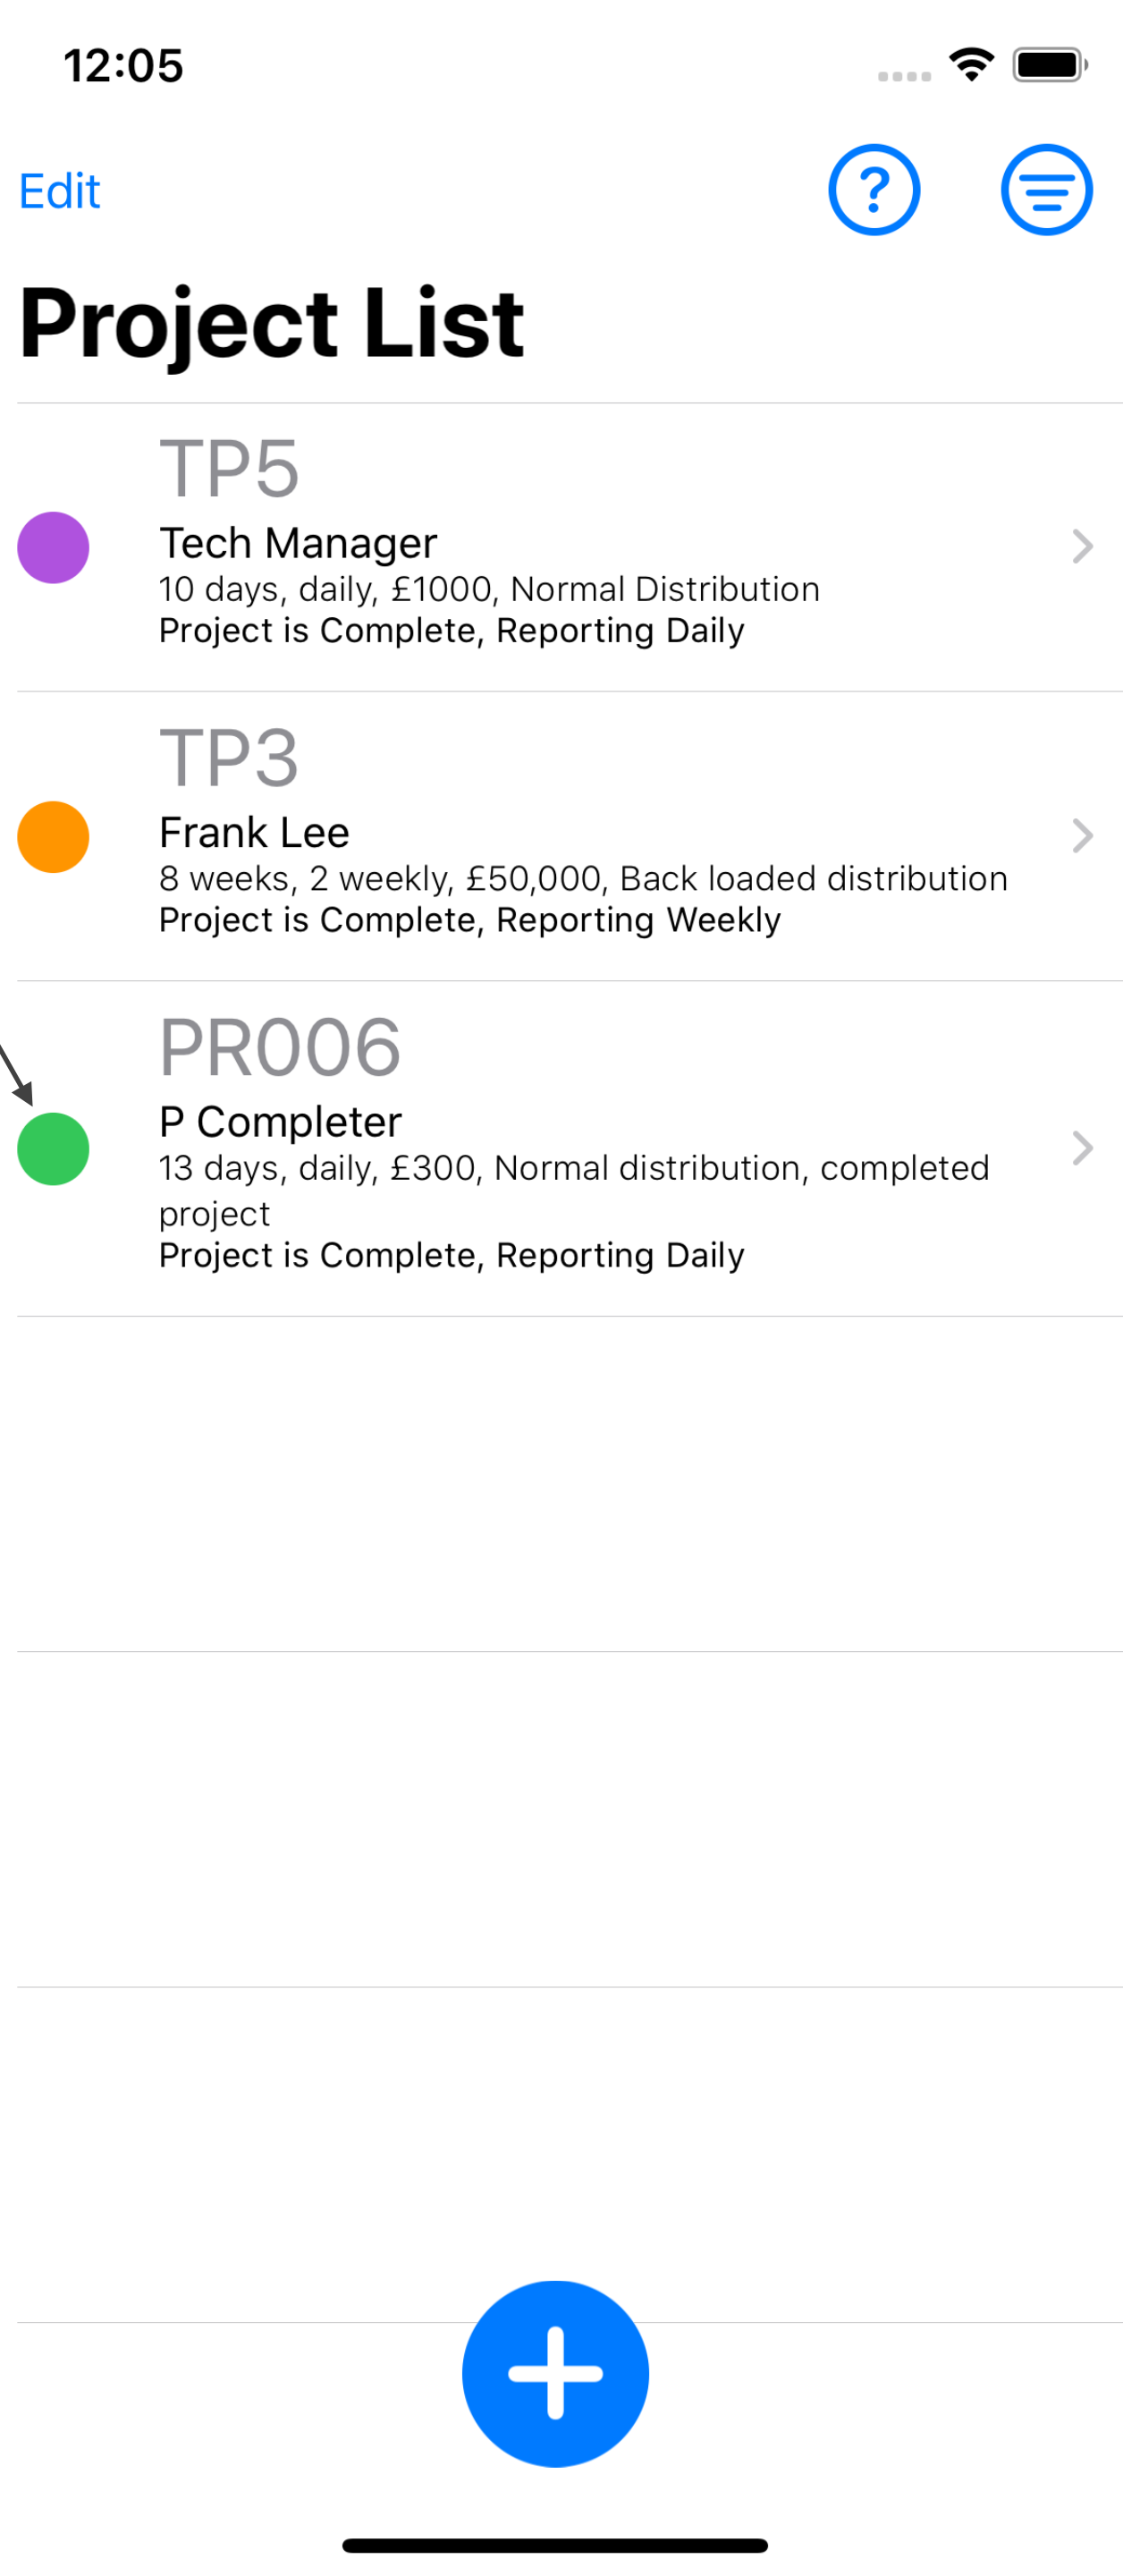 12:05
Edit
?
Project List
TP5
Tech Manager
10 days, daily, £1000, Normal Distribution
Project is Complete, Reporting Daily
TP3
Frank Lee
8 weeks, 2 weekly, £50,000, Back loaded distribution
Project is Complete, Reporting Weekly
PR006
P Completer
13 days, daily, £300, Normal distribution, completed
project
Project is Complete, Reporting Daily